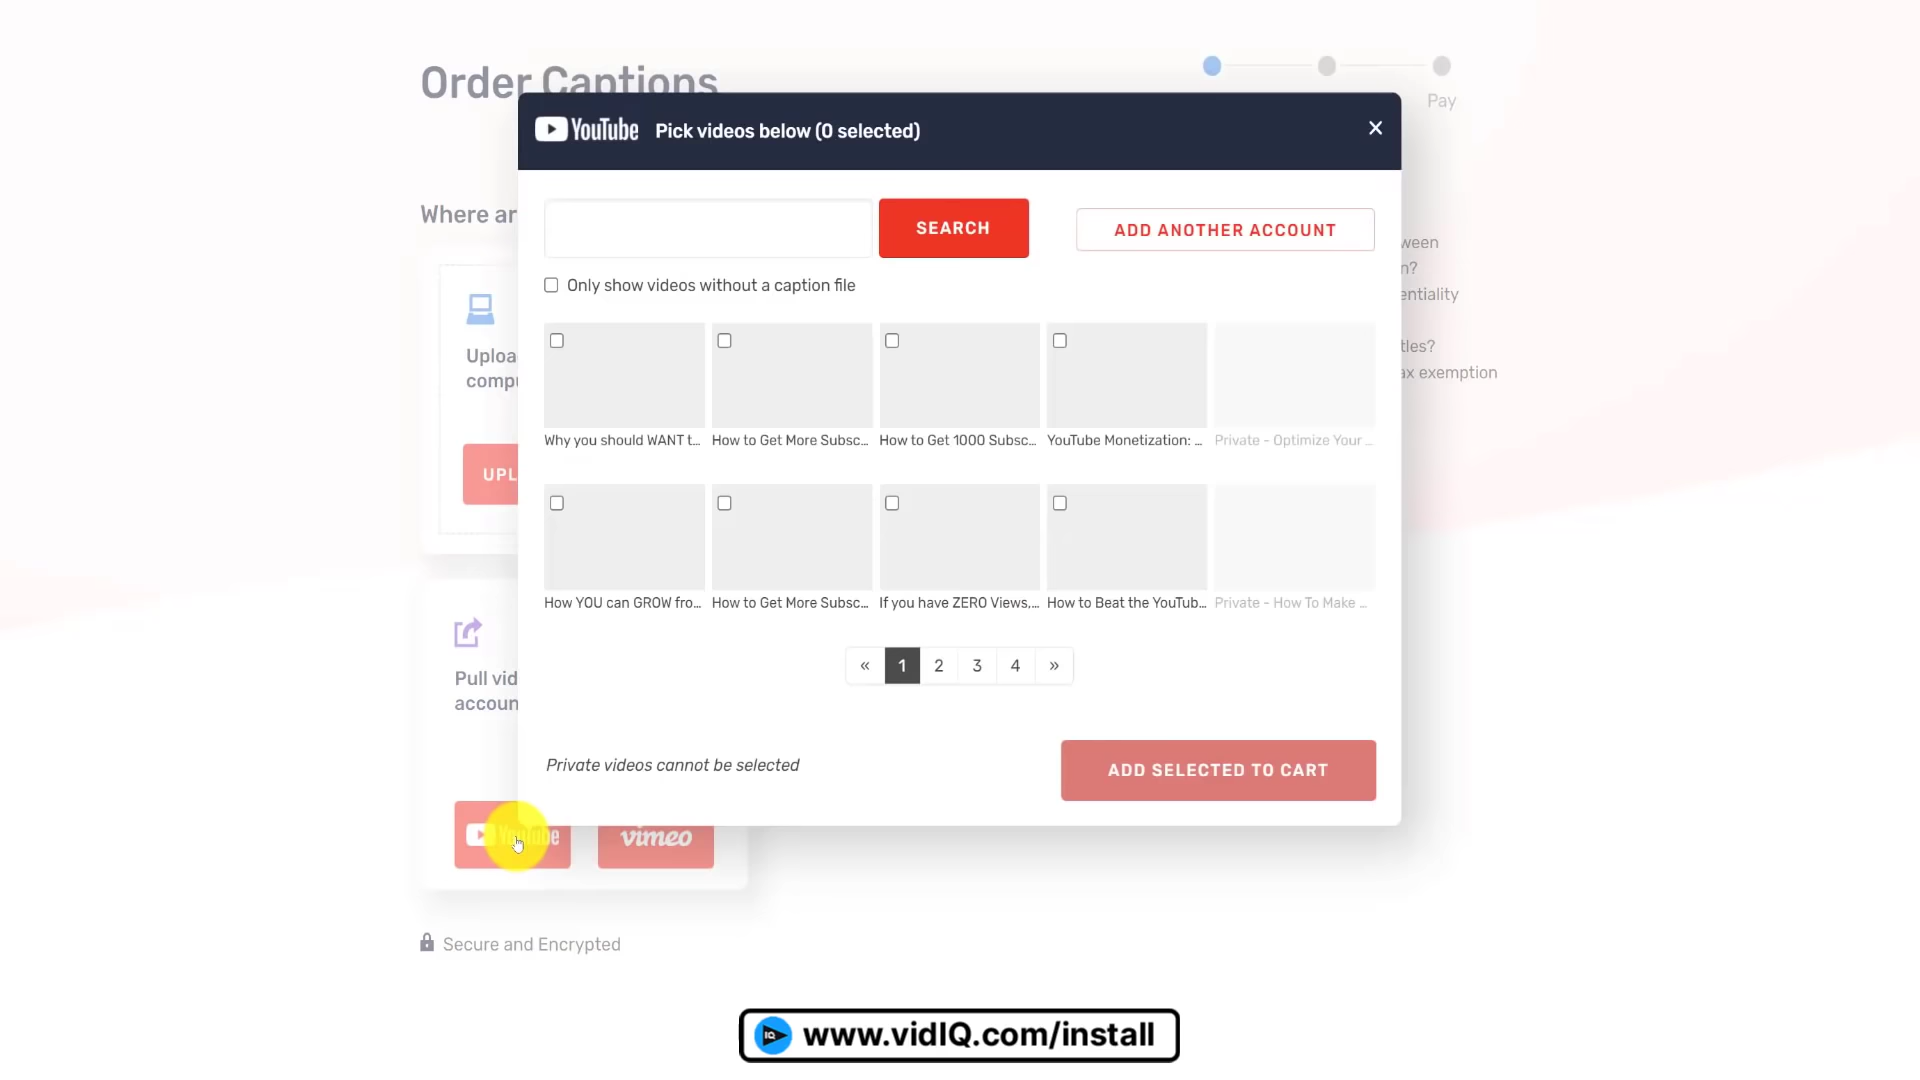 Order Captions
Pay
YouTube Pick videos below (0 selected)
Where ar
SEARCH
ADD ANOTHER ACCOUNT
ween
n?
entiality
tles?
ax exemption
Only show videos without a caption file
Uploa
compu
UPL
Why you should WANT t...
How to Get More Subsc...
How to Get 1000 Subsc...
YouTube Monetization: ...
Private - Optimize Your ...
How YOU can GROW fro...
How to Get More Subsc...
If you have ZERO Views,...
How to Beat the YouTub...
Private - How To Make ...
« 1 2 3 4 »
Pull vid
accoun
Private videos cannot be selected
ADD SELECTED TO CART
YouTube
vimeo
Secure and Encrypted
IQ www.vidIQ.com/install